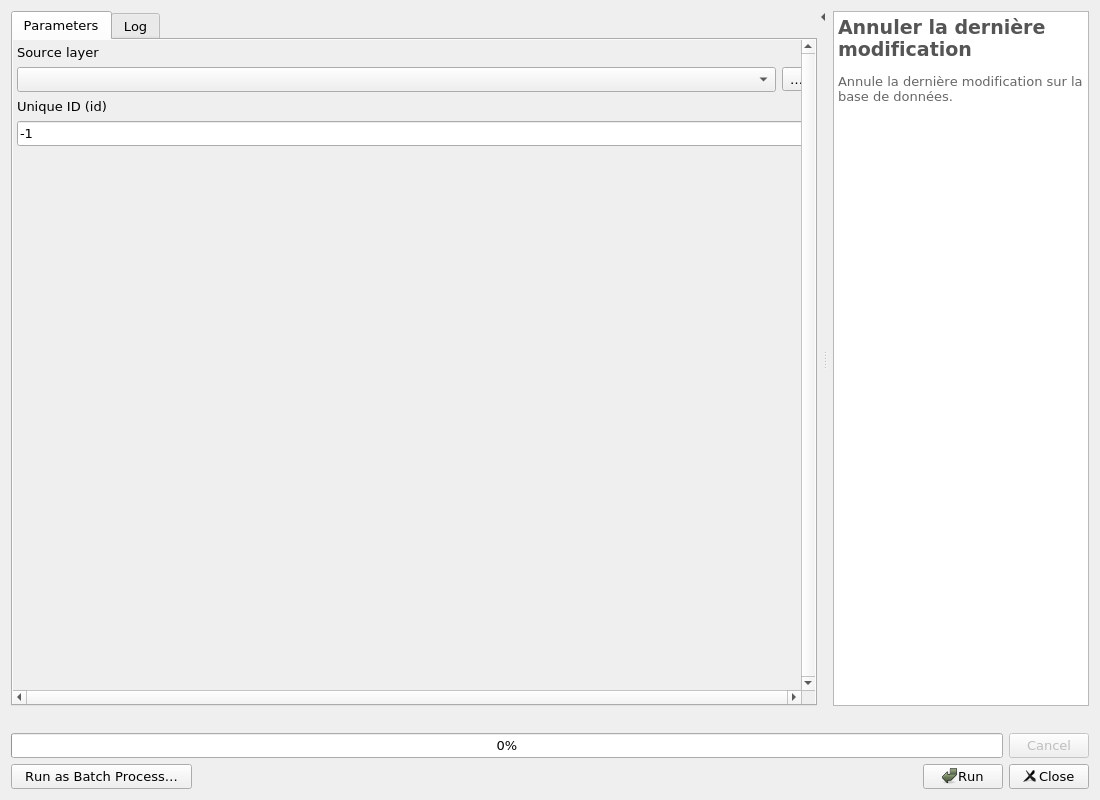 Parameters
Log
Source layer
...
Unique ID (id)
-1
Annuler la dernière
modification
Annule la dernière modification sur la
base de données.
0%
Cancel
Run as Batch Process...
Run
Close